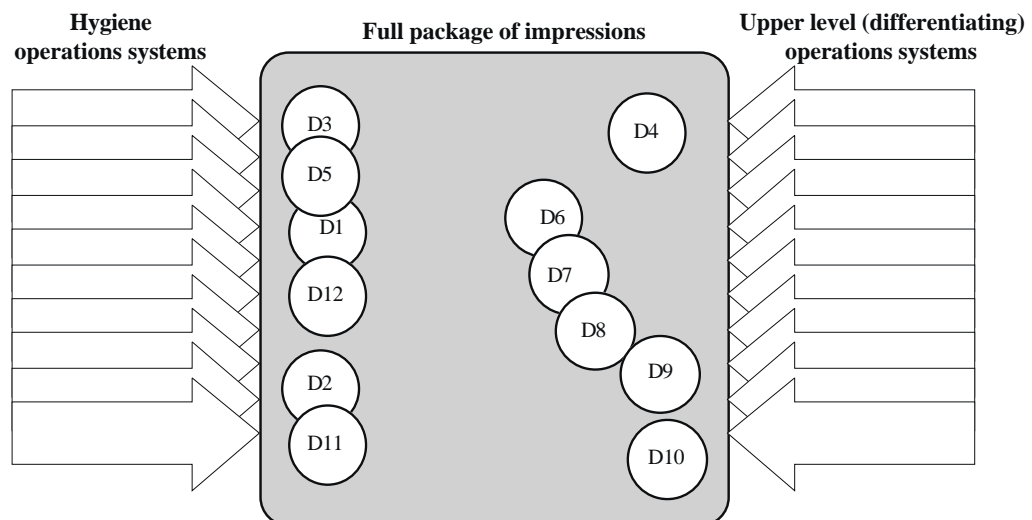 Hygiene
operations systems
Full package of impressions
Upper level (differentiating)
operations systems
D3
D4
D5
D6
D1
D7
D12
D8
D2
D9
D11
D10